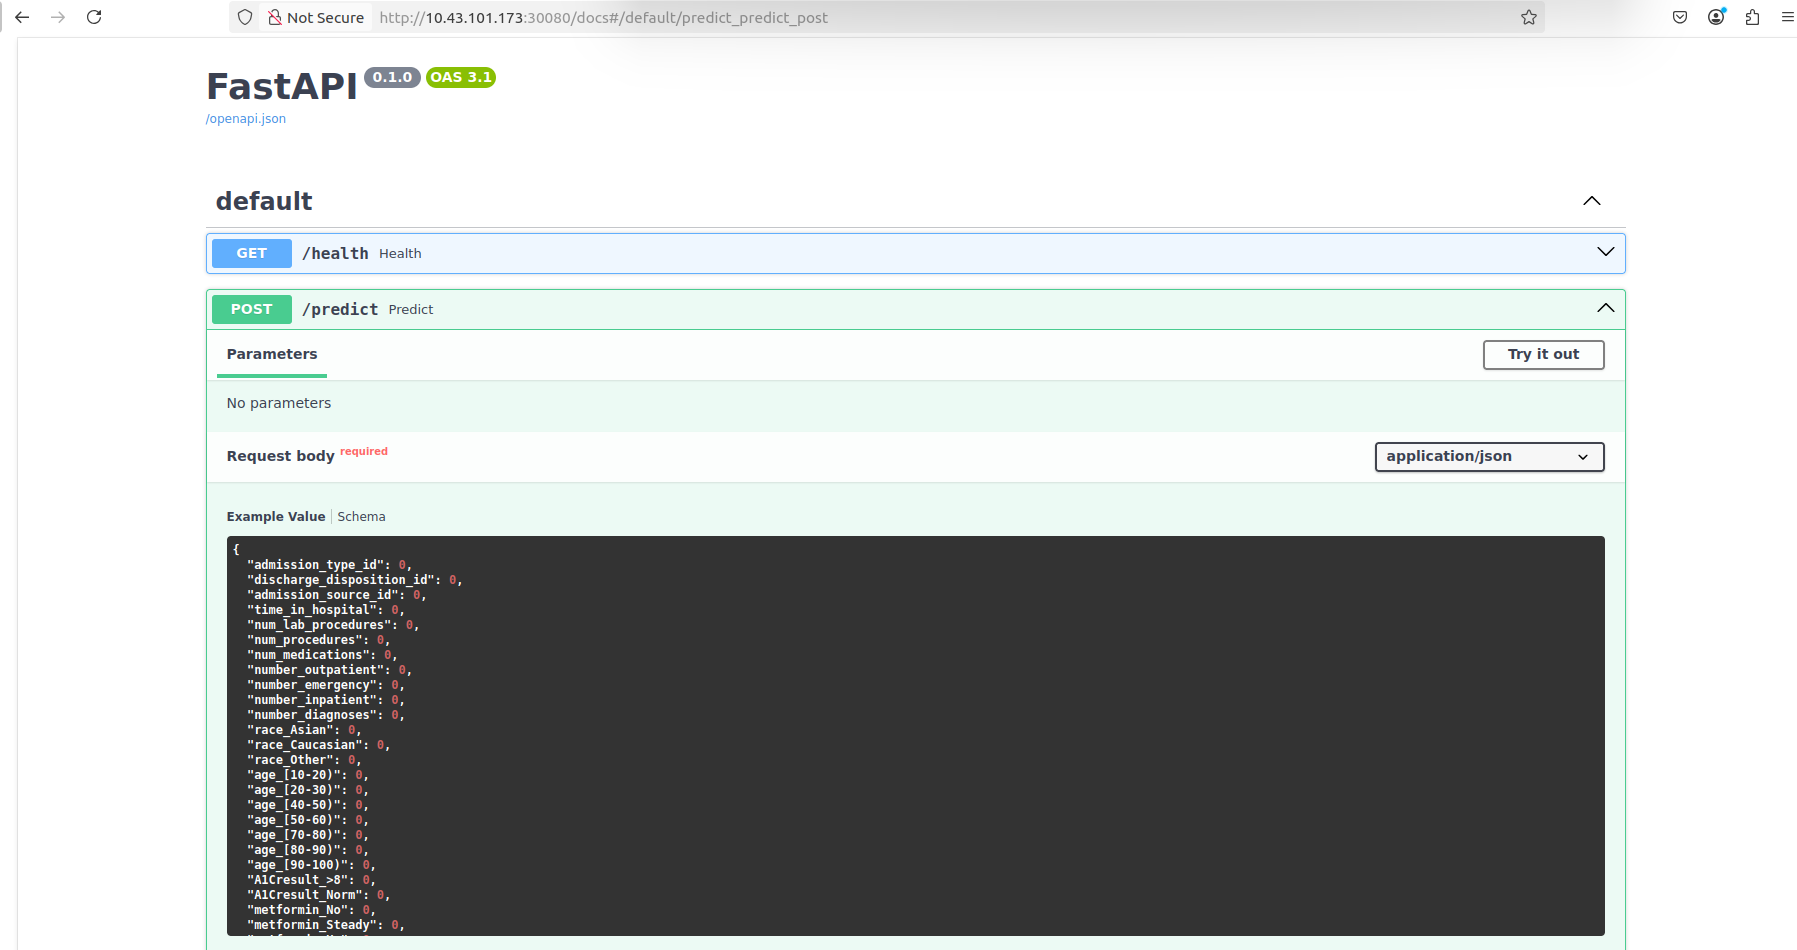 Not Secure http://10.43.101.173:30080/docs#/default/predict_predict_post
FastAPI 0.1.0 OAS 3.1
/openapi.json
default
GET /health Health
POST /predict Predict
Parameters Try it out
No parameters
Request body required application/json
Example Value Schema
{
"admission_type_id": 0,
"discharge_disposition_id": 0,
"admission_source_id": 0,
"time_in_hospital": 0,
"num_lab_procedures": 0,
"num_procedures": 0,
"num_medications": 0,
"number_outpatient": 0,
"number_emergency": 0,
"number_inpatient": 0,
"number_diagnoses": 0,
"race_Asian": 0,
"race_Caucasian": 0,
"race_Other": 0,
"age_[10-20)": 0,
"age_[20-30)": 0,
"age_[40-50)": 0,
"age_[50-60)": 0,
"age_[70-80)": 0,
"age_[80-90)": 0,
"age_[90-100)": 0,
"A1Cresult_>8": 0,
"A1Cresult_Norm": 0,
"metformin_No": 0,
"metformin_Steady": 0,